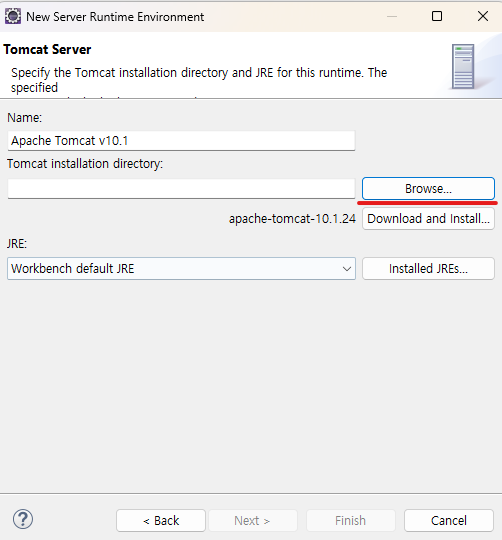 New Server Runtime Environment
Tomcat Server
Specify the Tomcat installation directory and JRE for this runtime. The
specified
Name:
Apache Tomcat v10.1
Tomcat installation directory:
Browse...
apache-tomcat-10.1.24 Download and Install...
JRE:
Workbench default JRE
Installed JREs...
?
< Back
Next >
Finish
Cancel